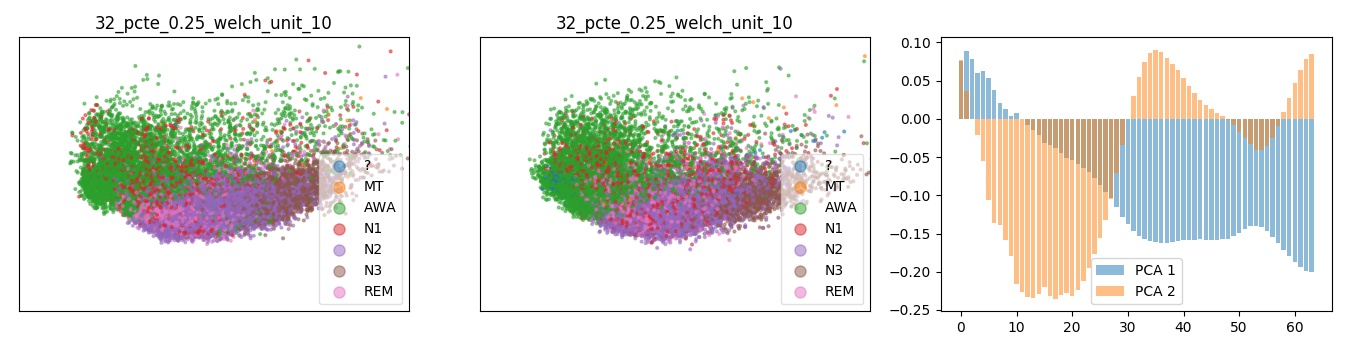 32_pcte_0.25_welch_unit_10
?
MT
AWA
N1
N2
N3
REM
32_pcte_0.25_welch_unit_10
?
MT
AWA
N1
N2
N3
REM
0.10
0.05
0.00
−0.05
−0.10
−0.15
−0.20
−0.25
PCA 1
PCA 2
0 10 20 30 40 50 60